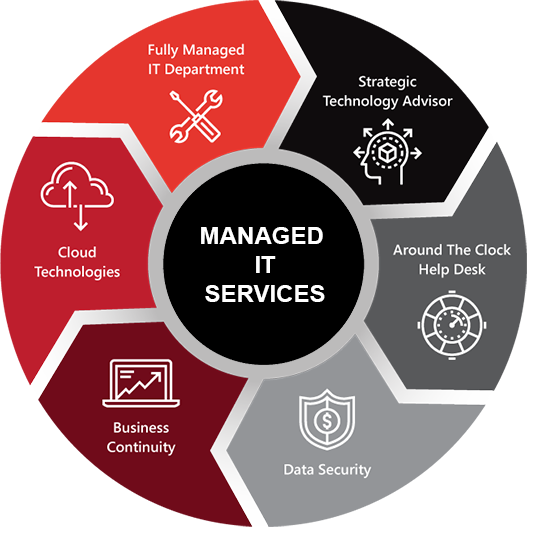 Fully Managed
IT Department
Strategic
Technology Advisor
Around The Clock
Help Desk
Data Security
Business
Continuity
Cloud
Technologies
MANAGED
IT
SERVICES
$